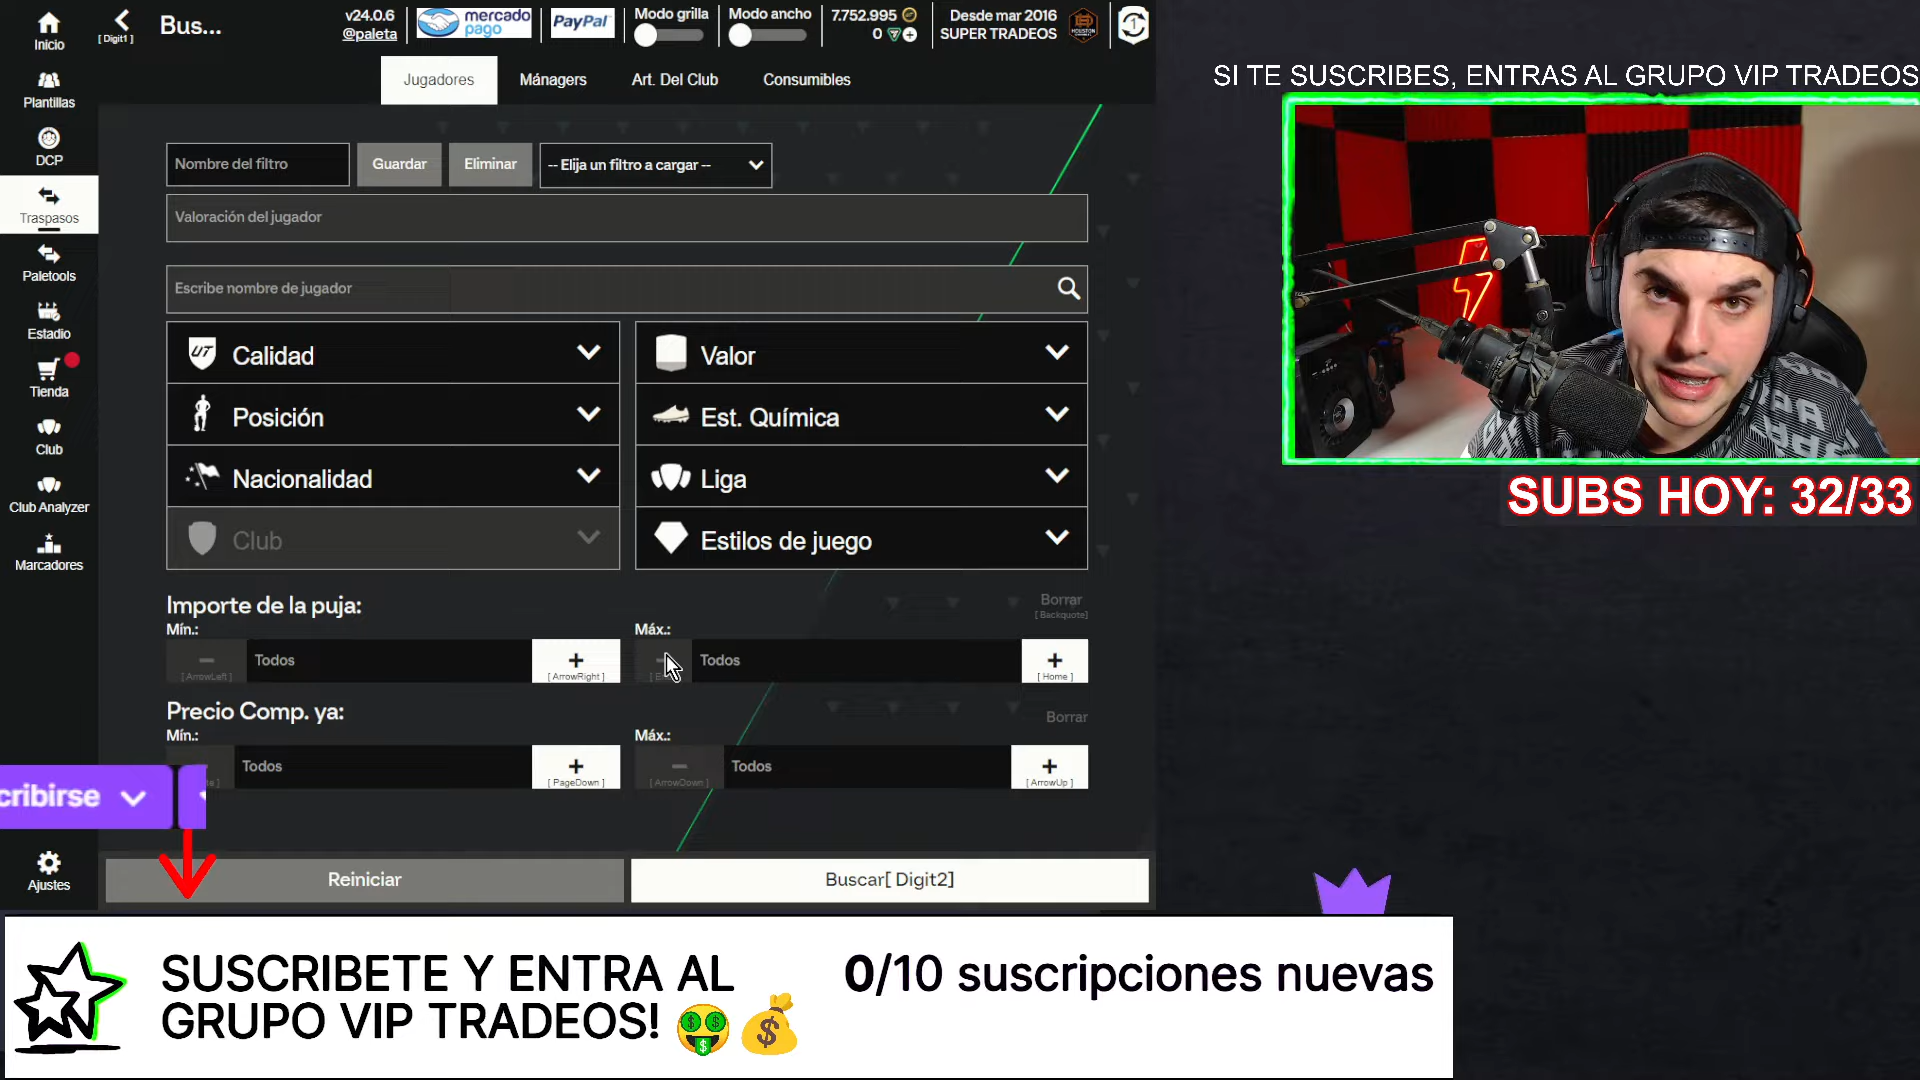 Inicio
[ Digit1 ]
Bus...
v24.0.6
@paleta
mercado
pago
PayPal
Modo grilla
Modo ancho
7.752.995
0
Desde mar 2016
SUPER TRADEOS
1
Plantillas
DCP
Traspasos
Paletools
Estadio
Tienda
Club
Club Analyzer
Marcadores
Ajustes
Jugadores
Mánagers
Art. Del Club
Consumibles
Nombre del filtro
Guardar
Eliminar
-- Elija un filtro a cargar --
Valoración del jugador
Escribe nombre de jugador
UT
Calidad
Valor
Posición
Est. Química
Nacionalidad
Liga
Club
Estilos de juego
Importe de la puja:
Borrar
[ Backquote]
Mín.:
Máx.:
Todos
[ ArrowLeft]
[ ArrowRight ]
Todos
[ Home ]
Precio Comp. ya:
Borrar
Mín.:
Máx.:
Todos
[ PageDown ]
[ ArrowDown ]
Todos
[ ArrowUp ]
cribirse
Reiniciar
Buscar[ Digit2]
SI TE SUSCRIBES, ENTRAS AL GRUPO VIP TRADEOS
SUBS HOY: 32/33
SUSCRIBETE Y ENTRA AL
GRUPO VIP TRADEOS!
0/10 suscripciones nuevas